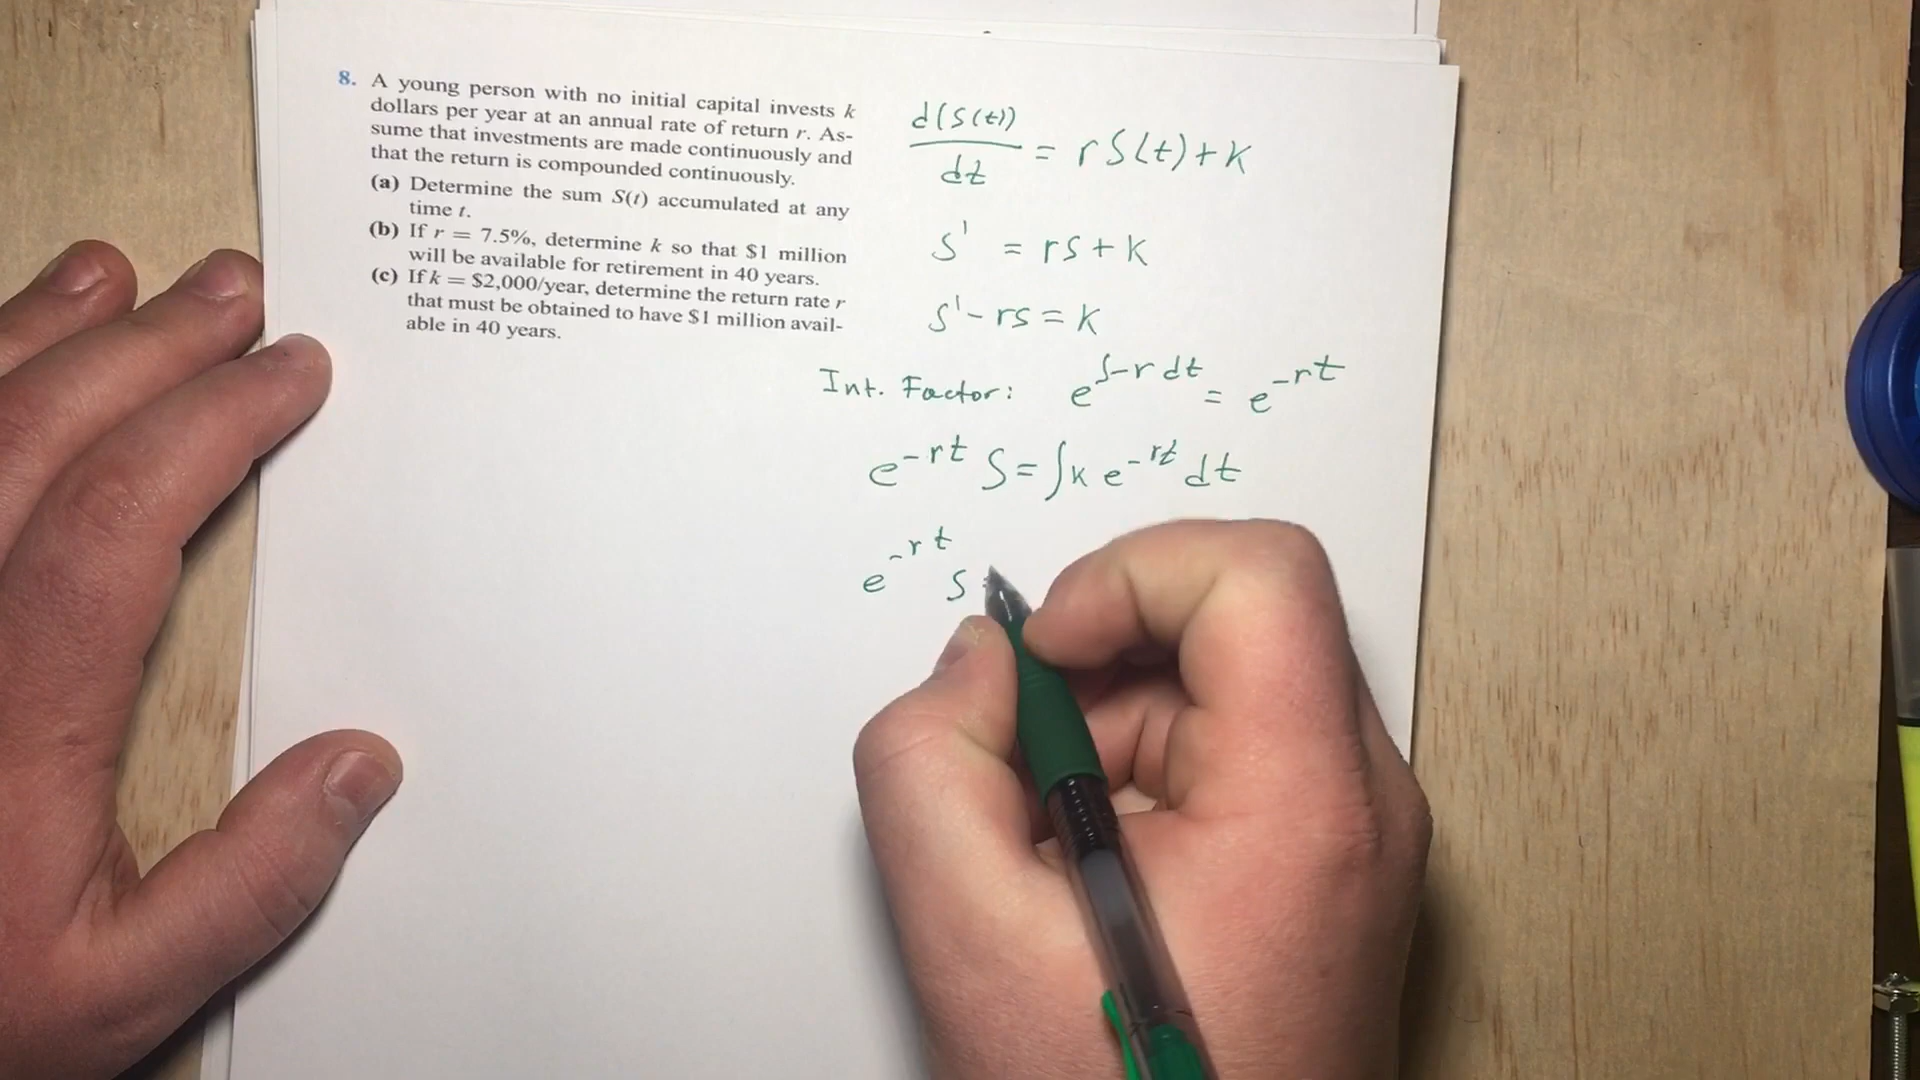 8. A young person with no initial capital invests k
dollars per year at an annual rate of return r. As-
sume that investments are made continuously and
that the return is compounded continuously.
(a) Determine the sum S(t) accumulated at any
time t.
(b) If r = 7.5%, determine k so that $1 million
will be available for retirement in 40 years.
(c) If k = $2,000/year, determine the return rate r
that must be obtained to have $1 million avail-
able in 40 years.
d(S(t))/dt = rS(t)+k
S' = rS+k
S'-rs=k
Int. Factor: e^{∫-r dt} = e^{-rt}
e^{-rt} S=∫k e^{-rt} dt
e^{-rt} S